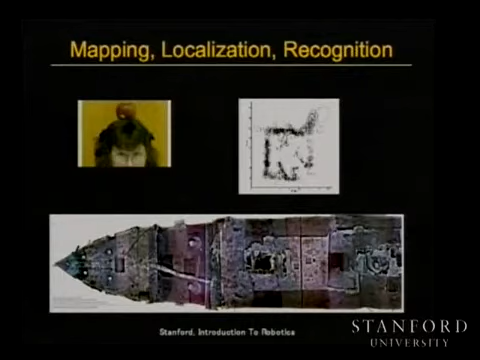 Mapping, Localization, Recognition
Stanford, Introduction To Robotics
STANFORD
UNIVERSITY